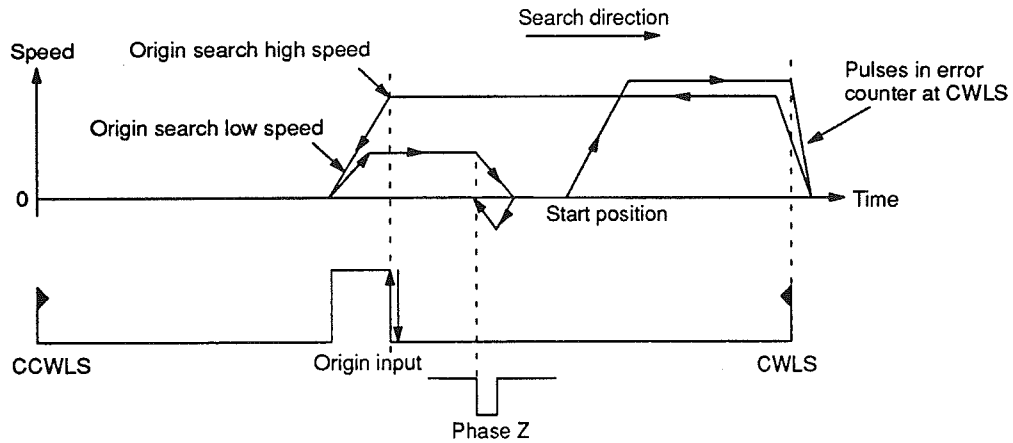 Search direction
Speed
Origin search high speed
Pulses in error
counter at CWLS
Origin search low speed
0
Start position
Time
CCWLS
Origin input
CWLS
Phase Z